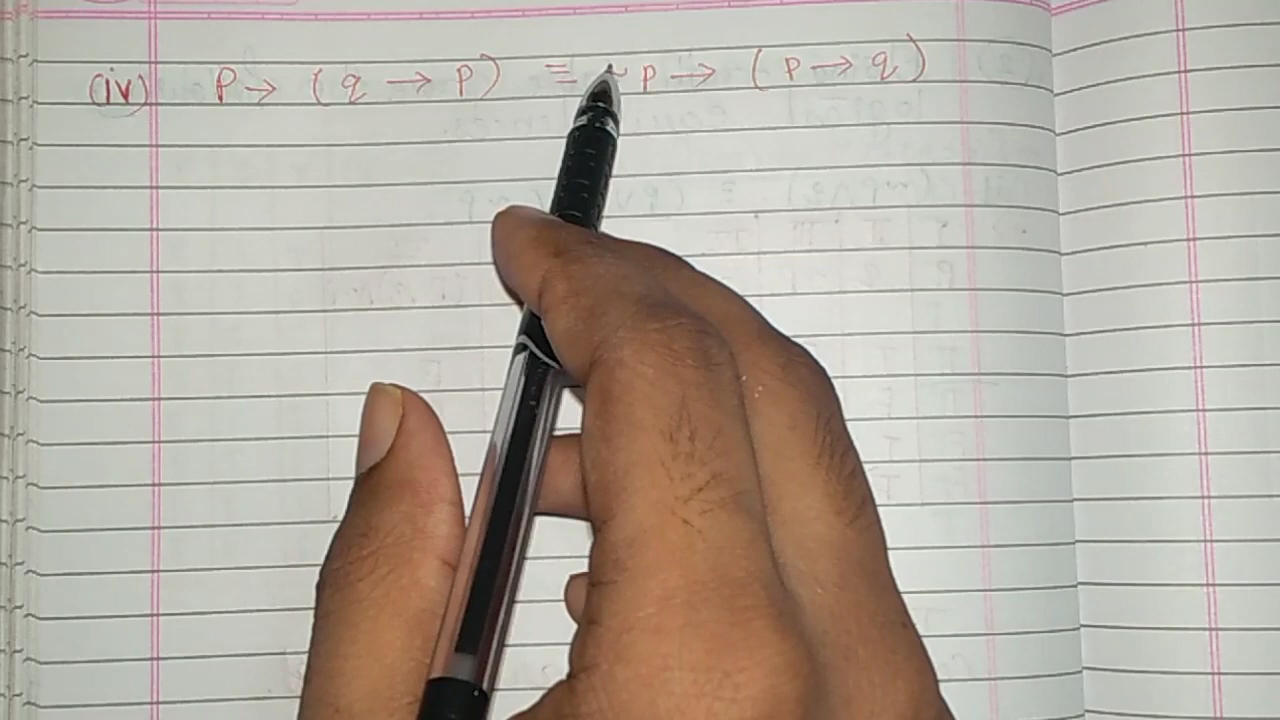 (iv) P → (q → p) ≡ ~p → (p → q)